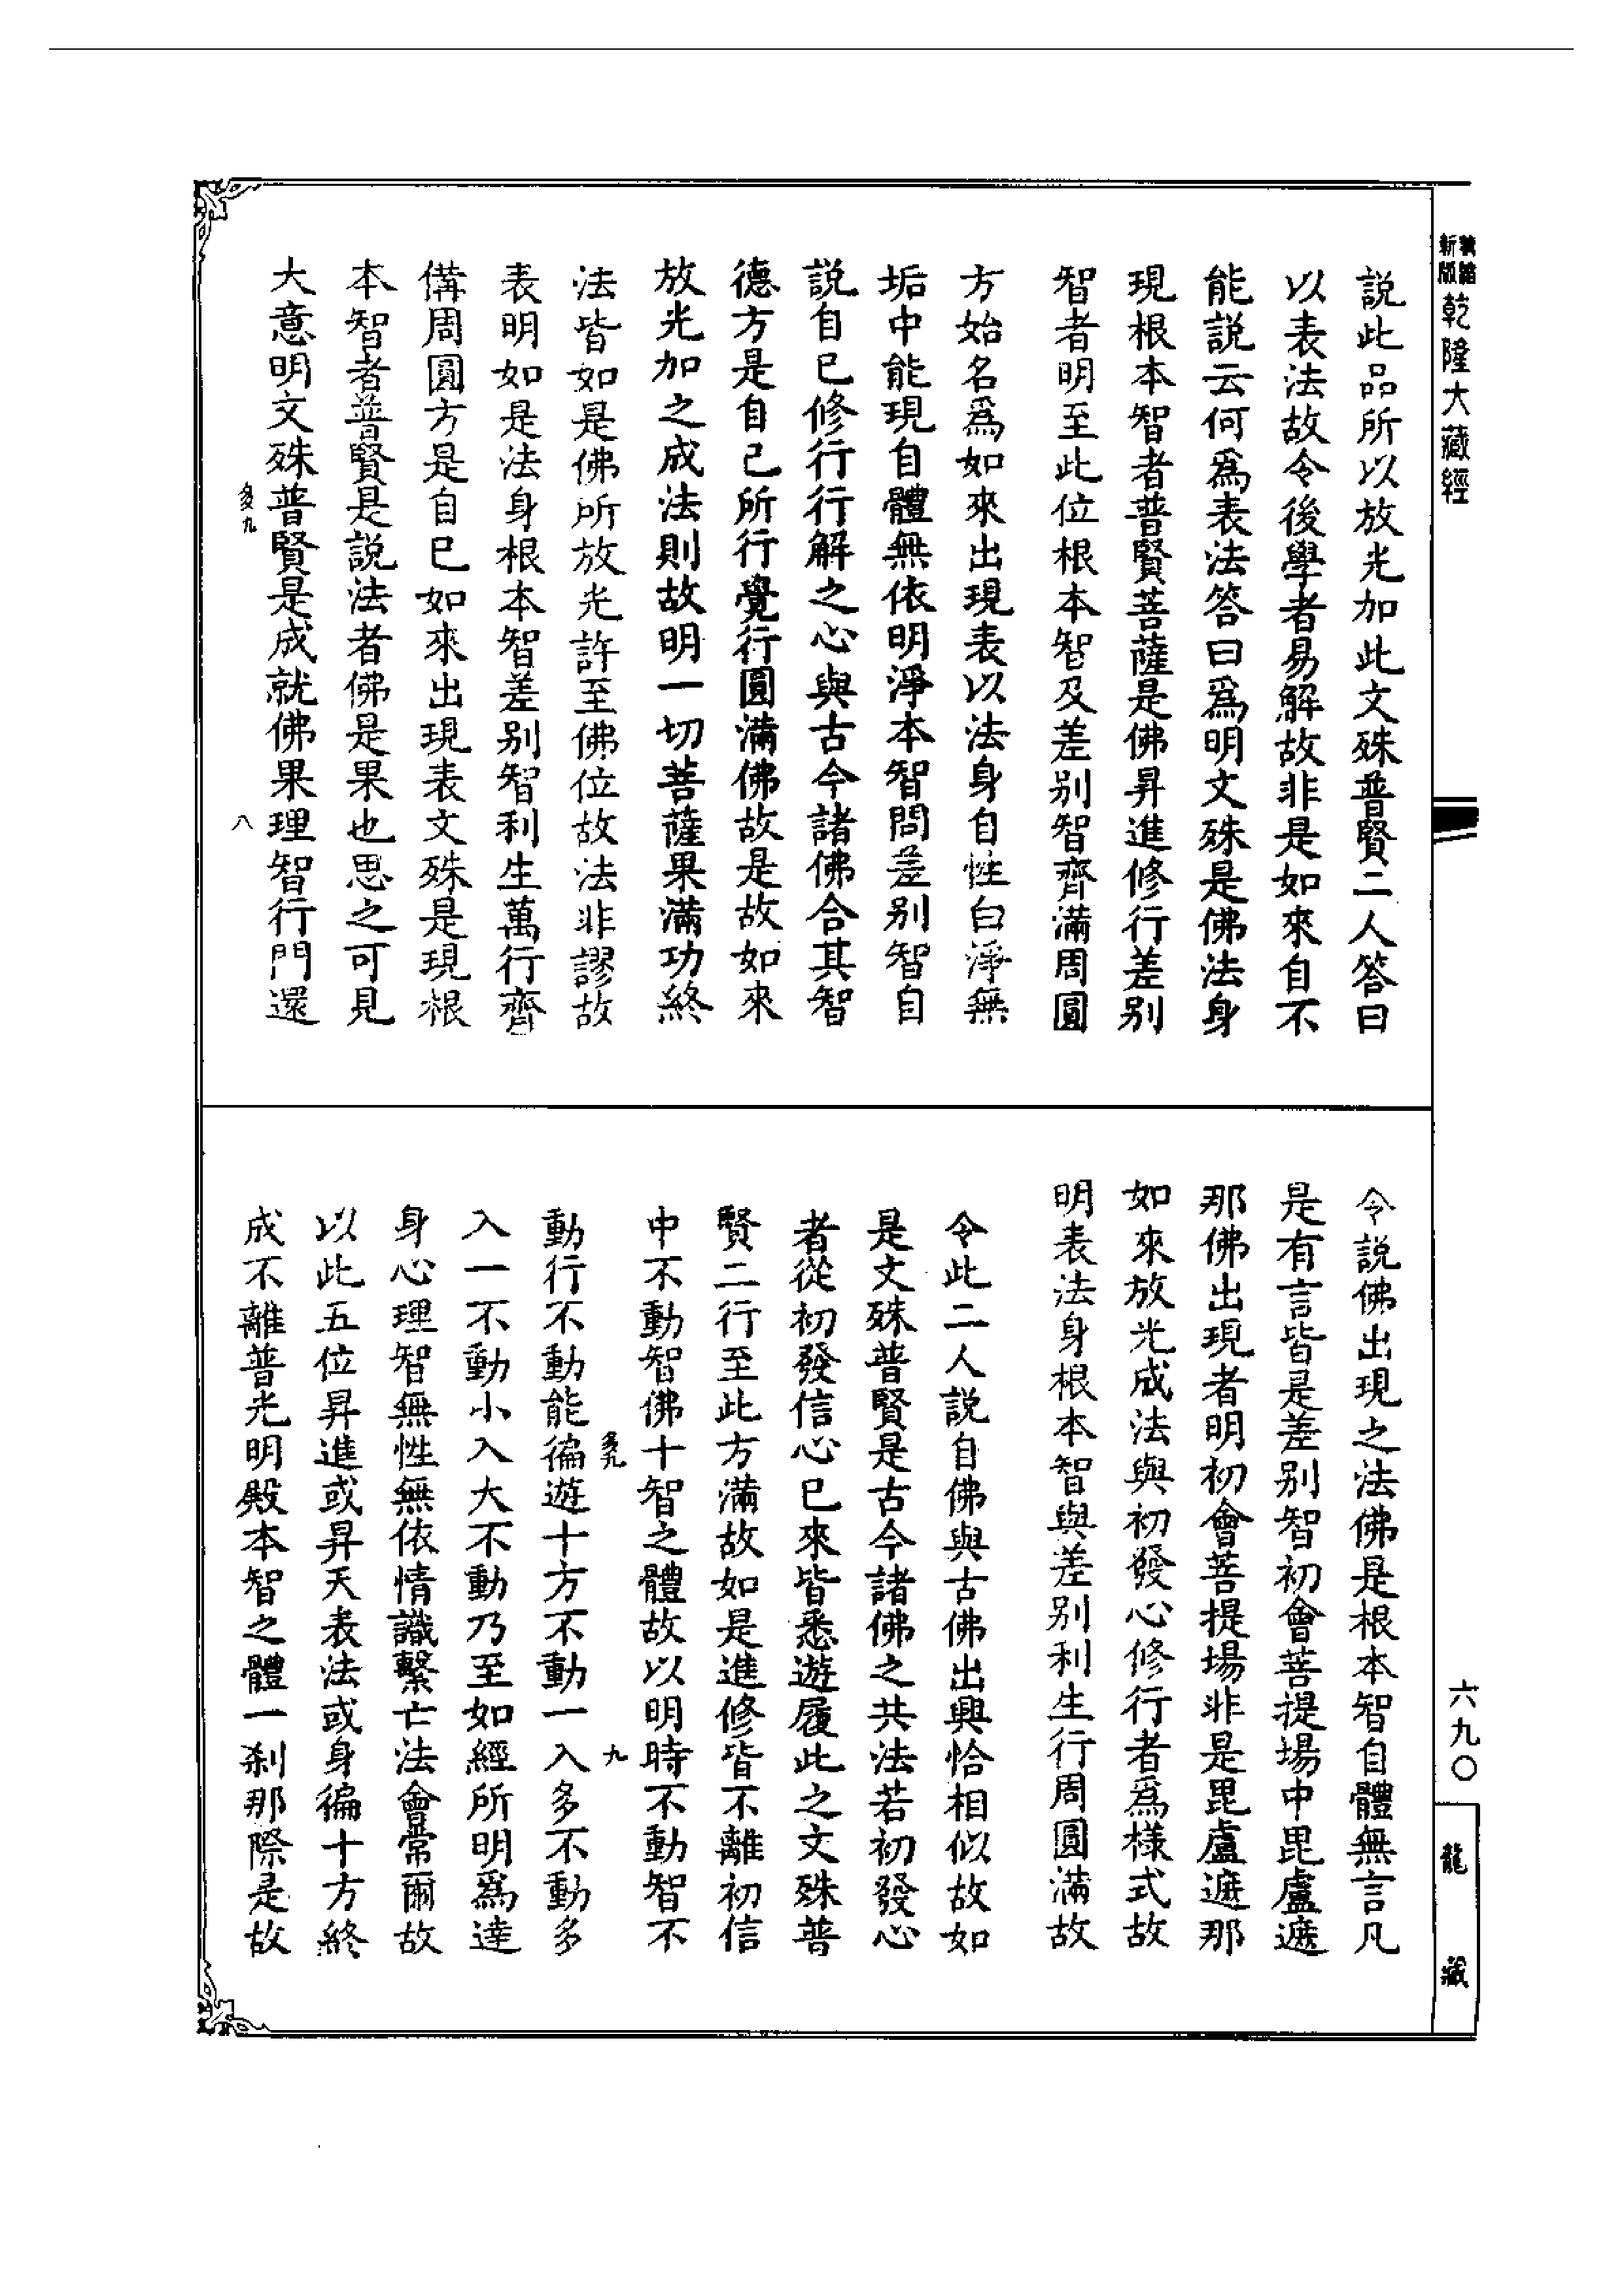 新版
乾隆大藏經
說此品所以放光加此文殊普賢二人答曰
以表法故令後學者易解故非是如來自不
能說云何爲表法答曰爲明文殊是佛法身
現根本智者普賢菩薩是佛昇進修行差别
智者明至此位根本智及差别智齊滿周圓
方始名爲如來出現表以法身自性白淨無
垢中能現自體無依明淨本智問差别智自
說自已修行行解之心與古今諸佛合其智
德方是自己所行覺行圓滿佛故是故如來
放光加之成法則故明一切菩薩果滿功終
法皆如是佛所放光許至佛位故法非謬故
表明如是法身根本智差别智利生萬行齊
備周圓方是自已如來出現表文殊是現根
本智者普賢是說法者佛是果也思之可見
大意明文殊普賢是成就佛果理智行門還
多九
八
令說佛出現之法佛是根本智自體無言凡
是有言皆是差别智初會菩提場中毘盧遮
那佛出現者明初會菩提場非是毘盧遮那
如來放光成法與初發心修行者爲樣式故
明表法身根本智與差别利生行周圓滿故
令此二人說自佛與古佛出興恰相似故如
是文殊普賢是古今諸佛之共法若初發心
者從初發信心已來皆悉遊履此之文殊普
賢二行至此方滿故如是進修皆不離初信
中不動智佛十智之體故以明時不動智不
多九
九
動行不動能徧遊十方不動一入多不動多
入一不動小入大不動乃至如經所明爲達
身心理智無性無依情識繫亡法會常爾故
以此五位昇進或昇天表法或身徧十方終
成不離普光明殿本智之體一刹那際是故
六九〇
龍藏